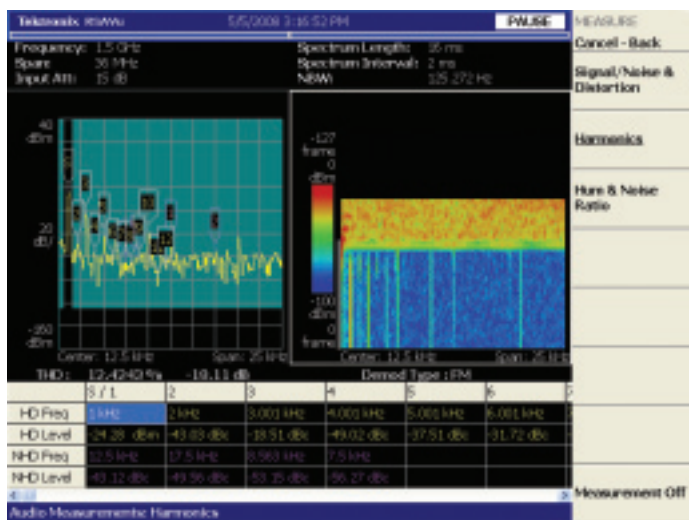 Tektronix 5/5/2008 3:16:52 PM PAUSE
MEASURE
Cancel - Back
Frequency: 1.5 GHz
Span: 36 MHz
Input Att: 15 dB
Spectrum Length: 16 ms
Spectrum Interval: 2 ms
NBW: 125.272 Hz
Signal/Noise & Distortion
Harmonics
Hum & Noise Ratio
40
dBm
20
dB/
-160
dBm
Center: 12.5 kHz Span: 25 kHz
-127
frame
0
dBm
-100
dBm
0
frame
Center: 12.5 kHz Span: 25 kHz
THD: 12.4243 % -18.11 dB Demod Type : FM
S / 1 2 3 4 5 6
HD Freq 1 kHz 2 kHz 3.001 kHz 4.001 kHz 5.001 kHz 6.001 kHz
HD Level -24.28 dBm -43.03 dBc -18.51 dBc -49.02 dBc -37.51 dBc -31.72 dBc
NHD Freq 12.5 kHz 17.5 kHz 8.563 kHz 7.5 kHz
NHD Level -43.12 dBc -49.96 dBc -53.15 dBc -56.27 dBc
Measurement Off
Audio Measurements: Harmonics